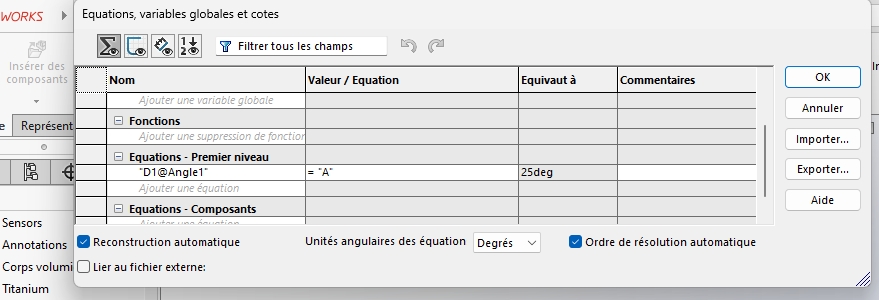 WORKS
Equations, variables globales et cotes
Insérer des
composants
Filtrer tous les champs
Nom Valeur / Equation Equivaut à Commentaires
Ajouter une variable globale
Fonctions
Ajouter une suppression de fonction
Equations - Premier niveau
"D1@Angle1" = "A" 25deg
Ajouter une équation
Equations - Composants
Ajouter une équation
OK
Annuler
Importer...
Exporter...
Aide
e Représent
Reconstruction automatique Unités angulaires des équation Degrés Ordre de résolution automatique
Lier au fichier externe:
Sensors
Annotations
Corps volumi
Titanium